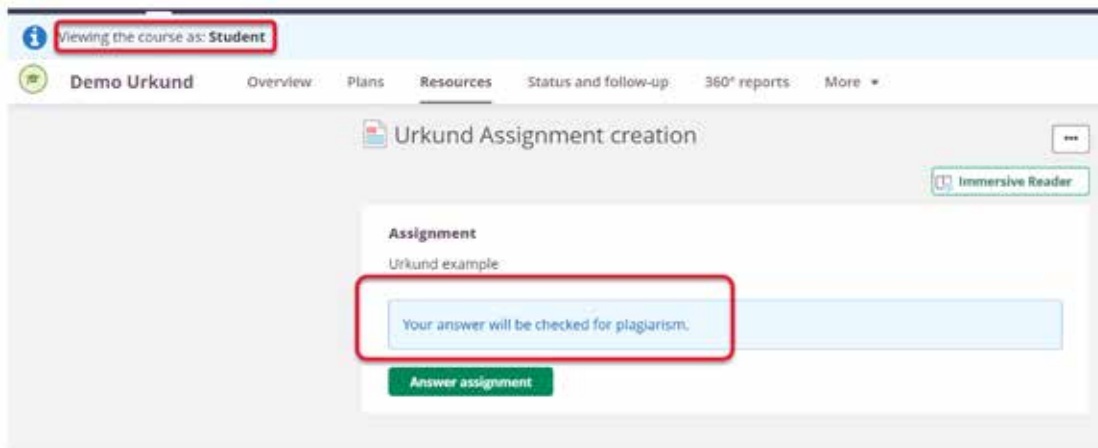 Viewing the course as: Student
Demo Urkund Overview Plans Resources Status and follow-up 360° reports More
Urkund Assignment creation
Immersive Reader
Assignment
Urkund example
Your answer will be checked for plagiarism.
Answer assignment